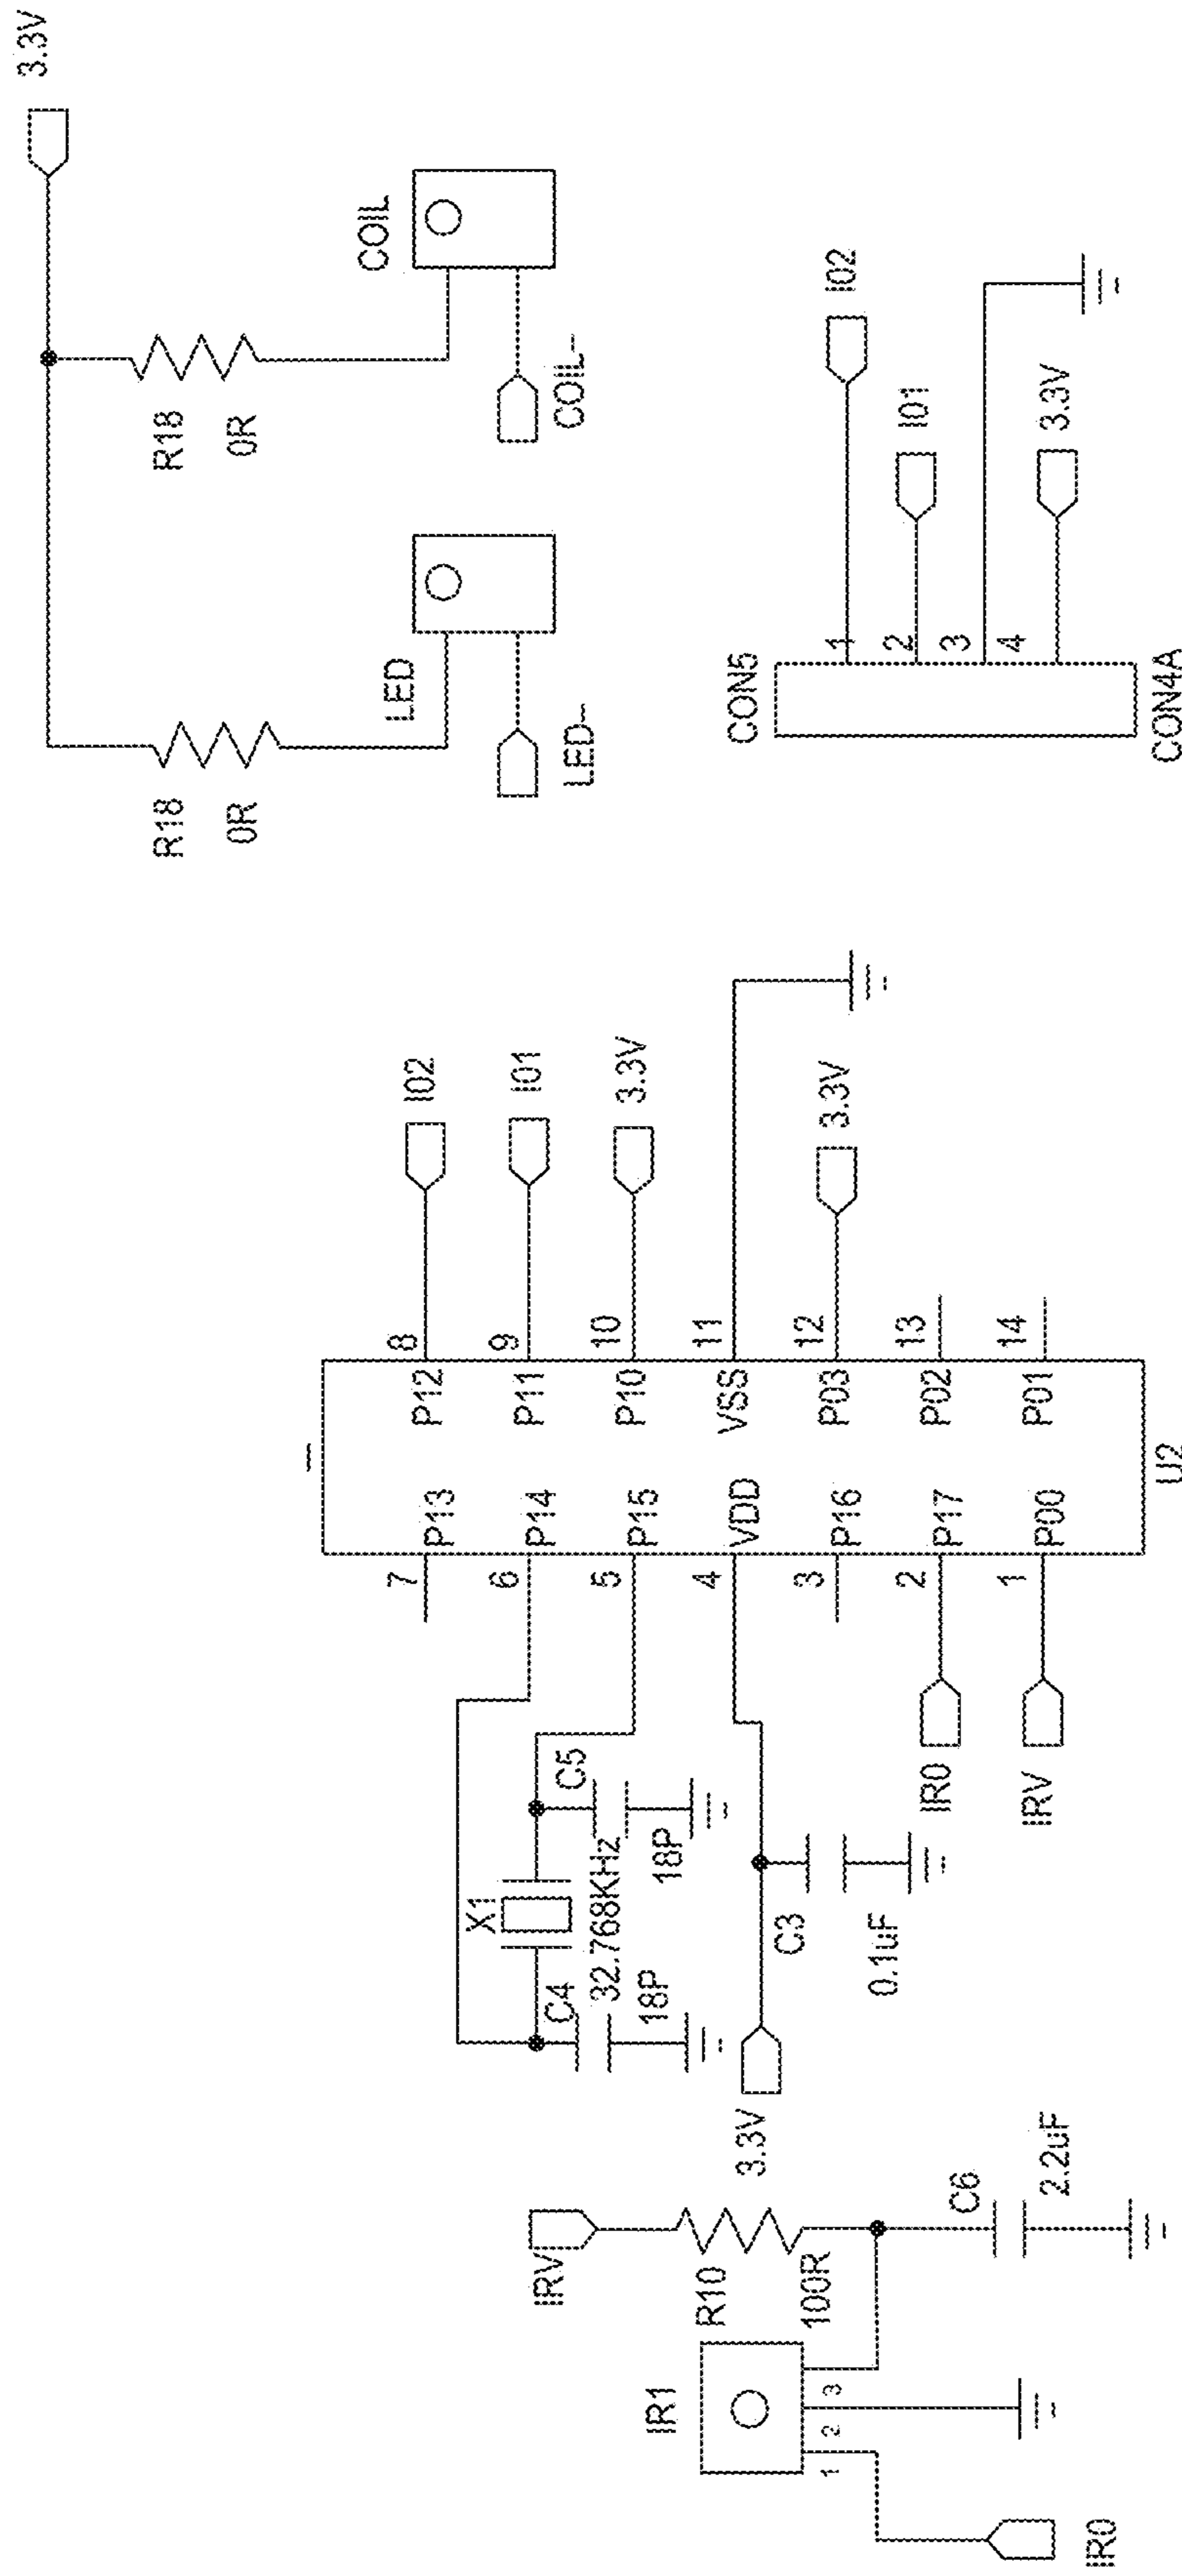 3.3V
R18
0R
R18
0R
LED
COIL
LED-
COIL-
CON5
1
2
3
4
I02
I01
3.3V
CON4A
7
6
5
4
3
2
1
P13
P14
P15
VDD
P16
P17
P00
P12
P11
P10
VSS
P03
P02
P01
8
9
10
11
12
13
14
I02
I01
3.3V
3.3V
U2
X1
C4
C5
32.768KHz
18P
18P
3.3V
C3
0.1uF
IR0
IRV
IRV
R10
100R
IR1
1
2
3
C6
2.2uF
IR0